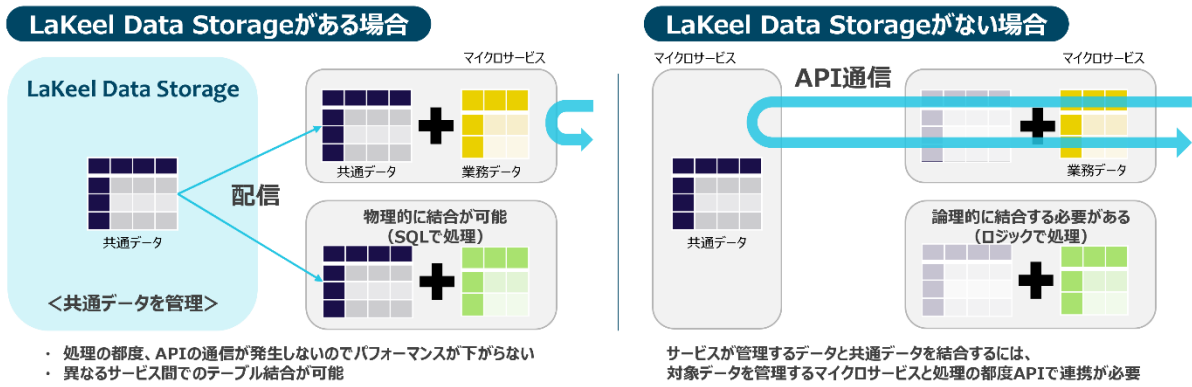 LaKeel Data Storageがある場合
LaKeel Data Storage
共通データ
＜共通データを管理＞
配信
マイクロサービス
共通データ
業務データ
物理的に結合が可能
（SQLで処理）
・ 処理の都度、APIの通信が発生しないのでパフォーマンスが下がらない
・ 異なるサービス間でのテーブル結合が可能
LaKeel Data Storageがない場合
マイクロサービス
共通データ
API通信
マイクロサービス
業務データ
論理的に結合する必要がある
（ロジックで処理）
サービスが管理するデータと共通データを結合するには、
対象データを管理するマイクロサービスと処理の都度APIで連携が必要